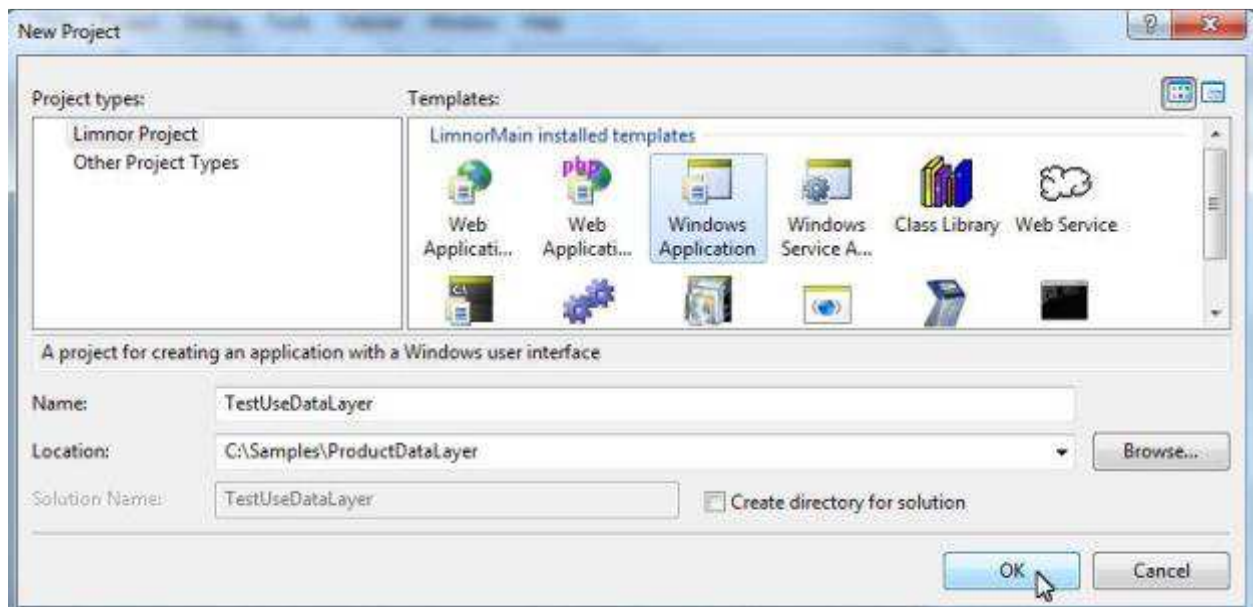 New Project
Project types:
Templates:
Limnor Project
Other Project Types
LimnorMain installed templates
php
Web
Applicati...
Web
Applicati...
Windows
Application
Windows
Service A...
Class Library
Web Service
A project for creating an application with a Windows user interface
Name:
TestUseDataLayer
Location:
C:\Samples\ProductDataLayer
Browse...
Solution Name:
TestUseDataLayer
Create directory for solution
OK
Cancel